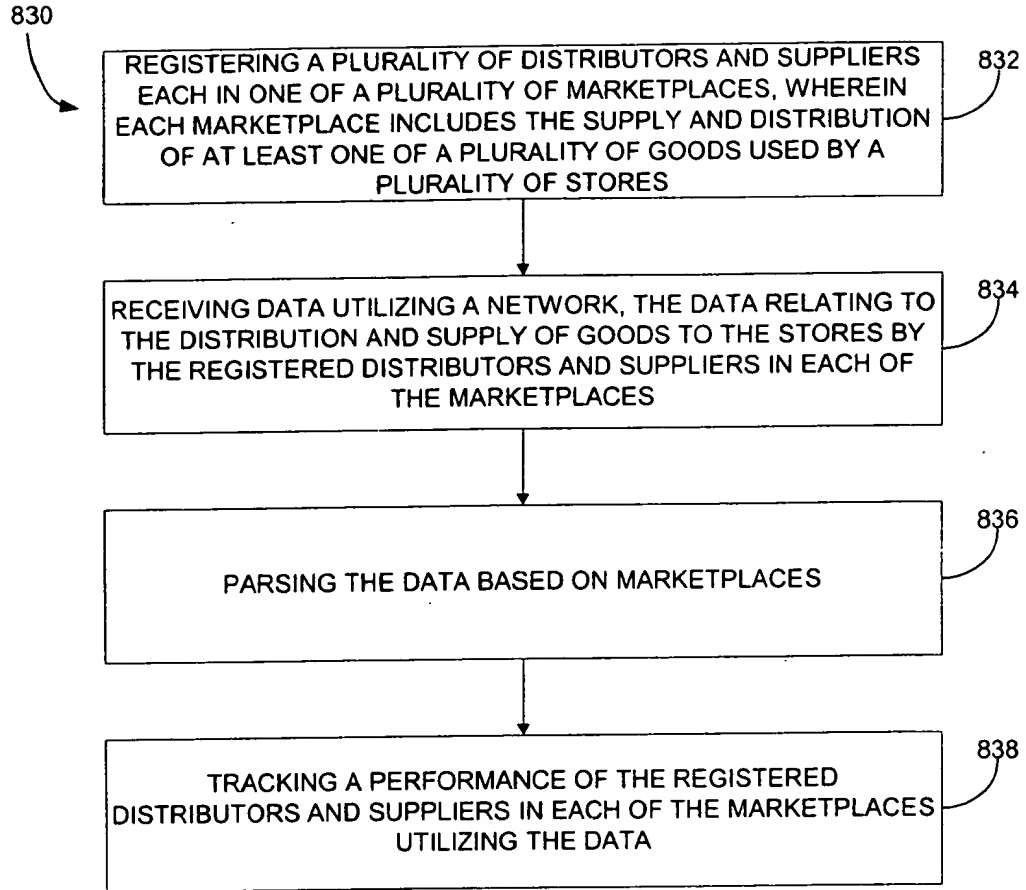 830
REGISTERING A PLURALITY OF DISTRIBUTORS AND SUPPLIERS
EACH IN ONE OF A PLURALITY OF MARKETPLACES, WHEREIN
EACH MARKETPLACE INCLUDES THE SUPPLY AND DISTRIBUTION
OF AT LEAST ONE OF A PLURALITY OF GOODS USED BY A
PLURALITY OF STORES
832
RECEIVING DATA UTILIZING A NETWORK, THE DATA RELATING TO
THE DISTRIBUTION AND SUPPLY OF GOODS TO THE STORES BY
THE REGISTERED DISTRIBUTORS AND SUPPLIERS IN EACH OF
THE MARKETPLACES
834
PARSING THE DATA BASED ON MARKETPLACES
836
TRACKING A PERFORMANCE OF THE REGISTERED
DISTRIBUTORS AND SUPPLIERS IN EACH OF THE MARKETPLACES
UTILIZING THE DATA
838